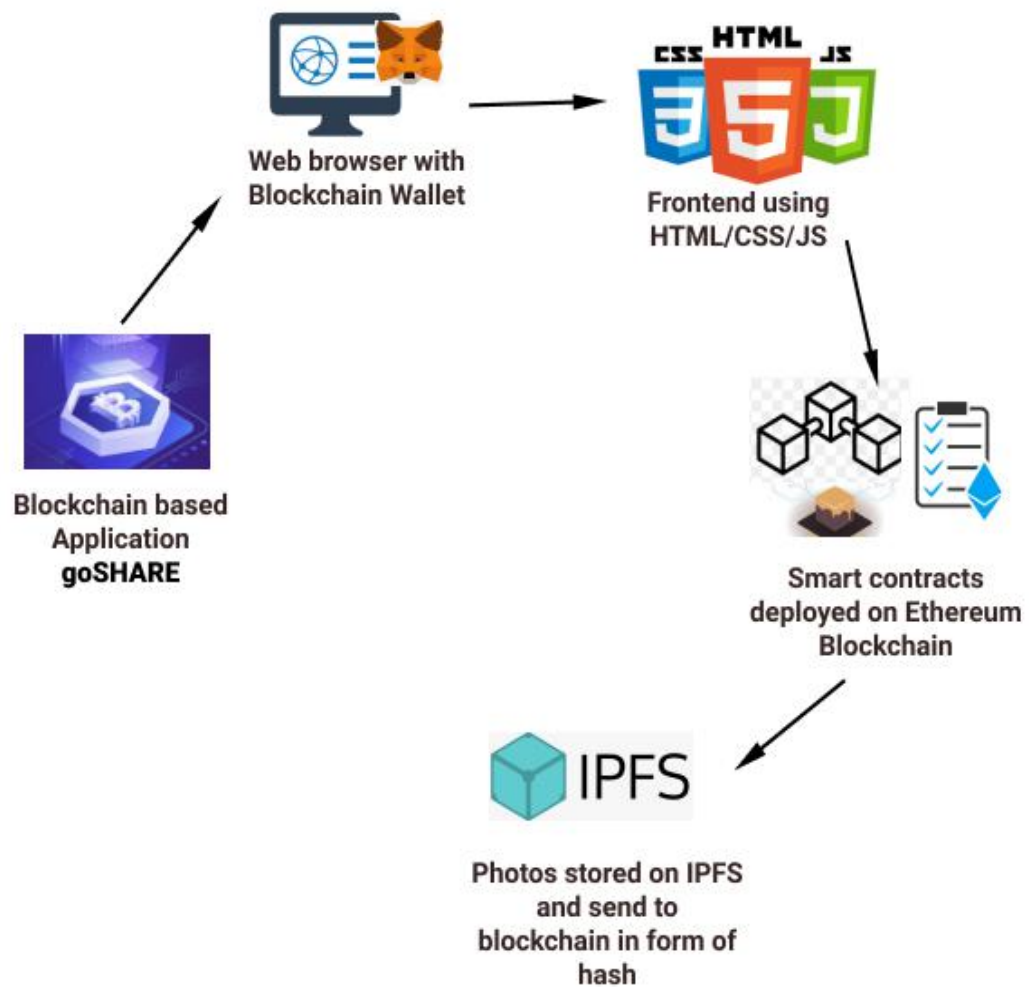 CSS HTML JS
Web browser with
Blockchain Wallet
Frontend using
HTML/CSS/JS
Blockchain based
Application
goSHARE
Smart contracts
deployed on Ethereum
Blockchain
IPFS
Photos stored on IPFS
and send to
blockchain in form of
hash